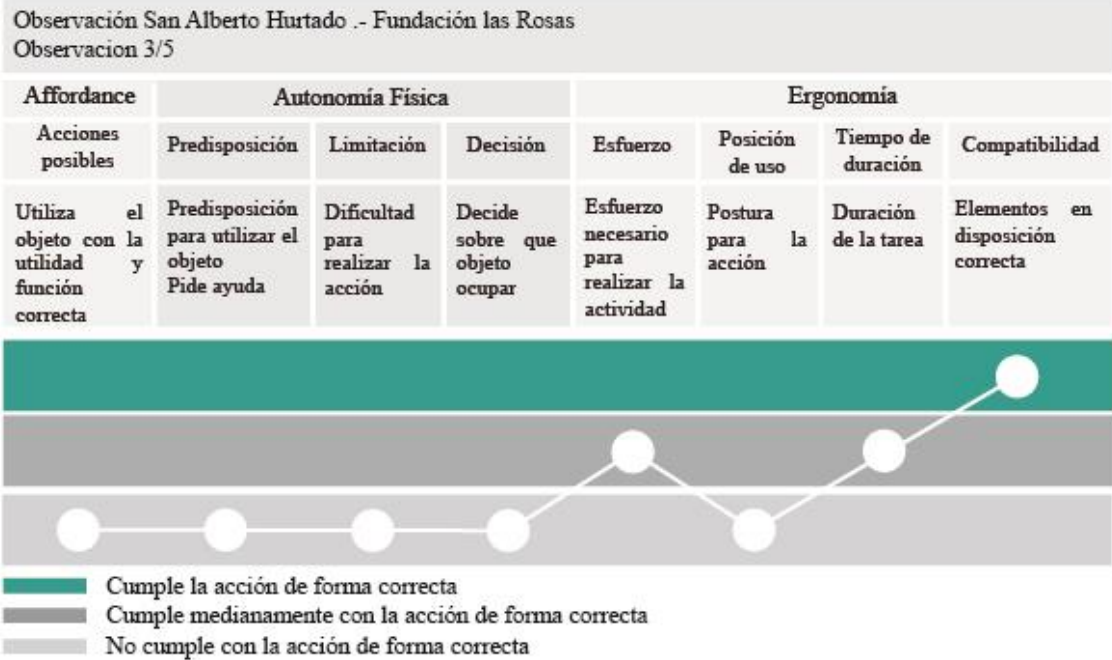 Observación San Alberto Hurtado .- Fundación las Rosas
Observacion 3/5
Affordance
Autonomía Física
Ergonomía
Acciones
posibles
Predisposición
Limitación
Decisión
Esfuerzo
Posición
de uso
Tiempo de
duración
Compatibilidad
Utiliza el
objeto con la
utilidad y
función
correcta
Predisposición
para utilizar el
objeto
Pide ayuda
Dificultad
para
realizar la
acción
Decide
sobre que
objeto
ocupar
Esfuerzo
necesario
para
realizar la
actividad
Postura
para la
acción
Duración
de la tarea
Elementos en
disposición
correcta
Cumple la acción de forma correcta
Cumple medianamente con la acción de forma correcta
No cumple con la acción de forma correcta